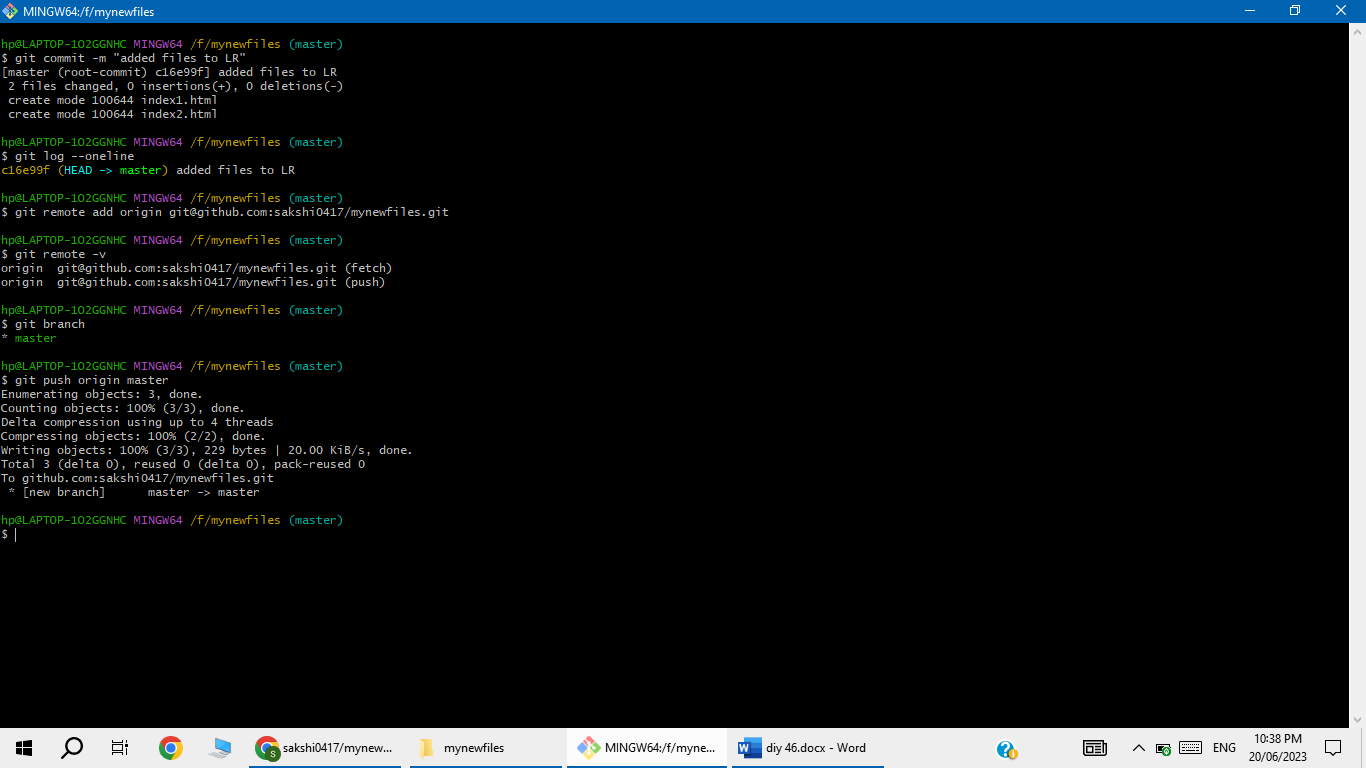 MINGW64:/f/mynewfiles
hp@LAPTOP-1O2GGNHC MINGW64 /f/mynewfiles (master)
$ git commit -m "added files to LR"
[master (root-commit) c16e99f] added files to LR
 2 files changed, 0 insertions(+), 0 deletions(-)
 create mode 100644 index1.html
 create mode 100644 index2.html
hp@LAPTOP-1O2GGNHC MINGW64 /f/mynewfiles (master)
$ git log --oneline
c16e99f (HEAD -> master) added files to LR
hp@LAPTOP-1O2GGNHC MINGW64 /f/mynewfiles (master)
$ git remote add origin git@github.com:sakshi0417/mynewfiles.git
hp@LAPTOP-1O2GGNHC MINGW64 /f/mynewfiles (master)
$ git remote -v
origin  git@github.com:sakshi0417/mynewfiles.git (fetch)
origin  git@github.com:sakshi0417/mynewfiles.git (push)
hp@LAPTOP-1O2GGNHC MINGW64 /f/mynewfiles (master)
$ git branch
* master
hp@LAPTOP-1O2GGNHC MINGW64 /f/mynewfiles (master)
$ git push origin master
Enumerating objects: 3, done.
Counting objects: 100% (3/3), done.
Delta compression using up to 4 threads
Compressing objects: 100% (2/2), done.
Writing objects: 100% (3/3), 229 bytes | 20.00 KiB/s, done.
Total 3 (delta 0), reused 0 (delta 0), pack-reused 0
To github.com:sakshi0417/mynewfiles.git
 * [new branch]      master -> master
hp@LAPTOP-1O2GGNHC MINGW64 /f/mynewfiles (master)
$
S sakshi0417/mynew... mynewfiles MINGW64:/f/myne... W diy 46.docx - Word ENG 10:38 PM
20/06/2023